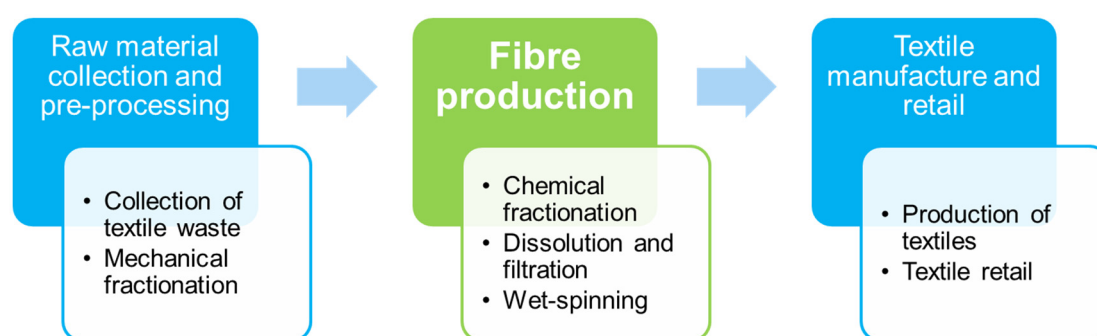 Raw material
collection and
pre-processing
• Collection of
textile waste
• Mechanical
fractionation
Fibre
production
• Chemical
fractionation
• Dissolution and
filtration
• Wet-spinning
Textile
manufacture and
retail
• Production of
textiles
• Textile retail